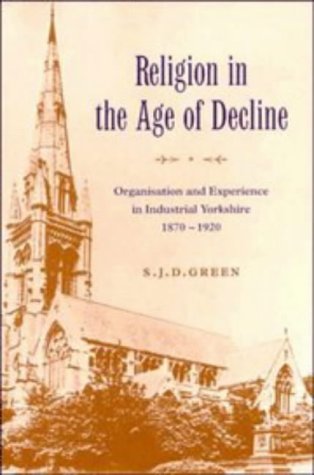 Religion in
the Age of Decline
Organisation and Experience
in Industrial Yorkshire
1870 – 1920
S.J.D. GREEN